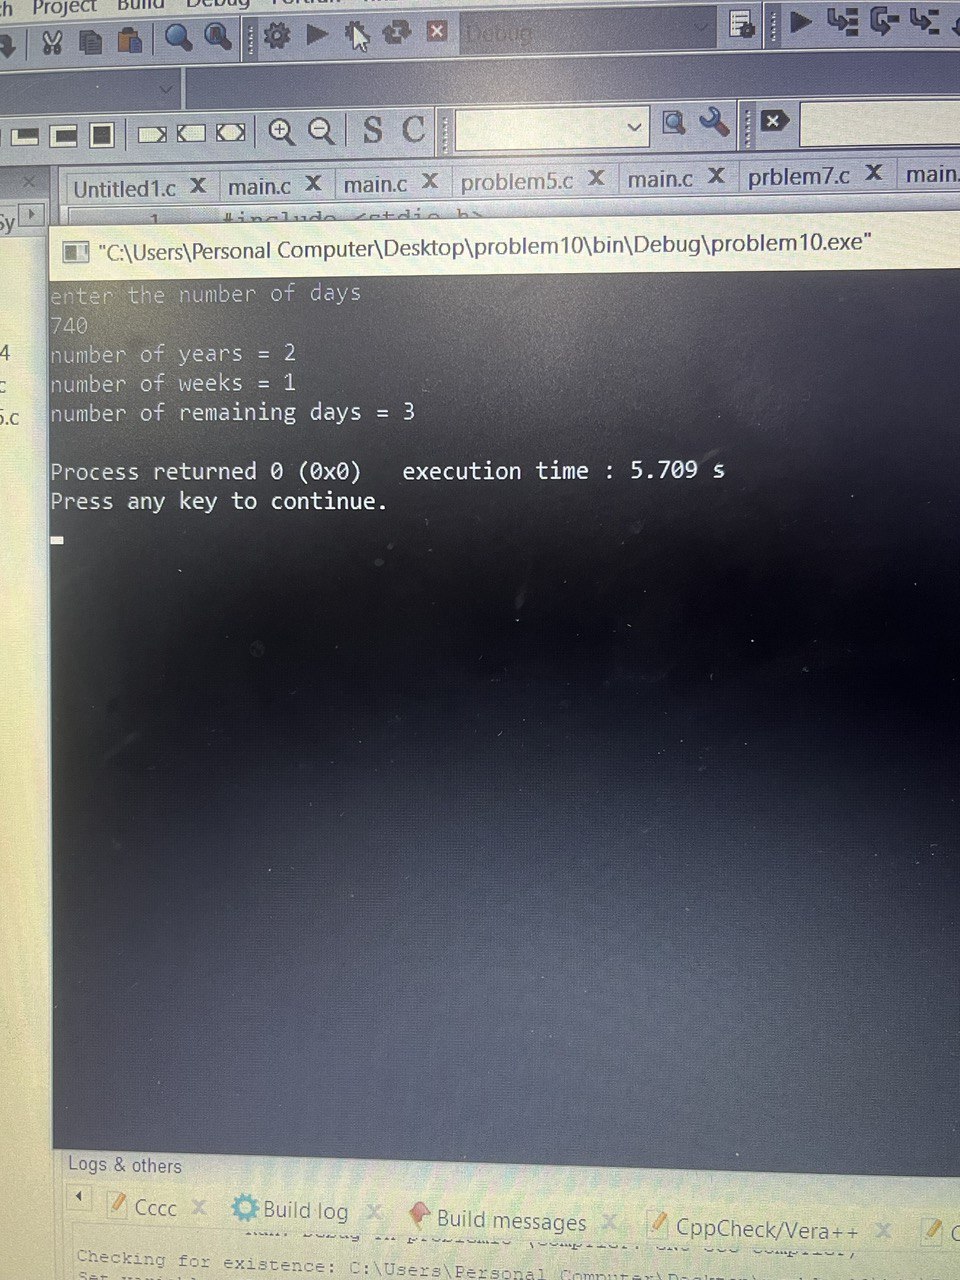 Project Build Debug
Debug
S C
Untitled1.c X main.c X main.c X problem5.c X main.c X prblem7.c X main.
1 #include <stdio.h>
"C:\Users\Personal Computer\Desktop\problem10\bin\Debug\problem10.exe"
enter the number of days
740
number of years = 2
number of weeks = 1
number of remaining days = 3
Process returned 0 (0x0) execution time : 5.709 s
Press any key to continue.
4
5.c
Logs & others
Cccc X Build log X Build messages X CppCheck/Vera++ X
Checking for existence: C:\Users\Personal Computer\